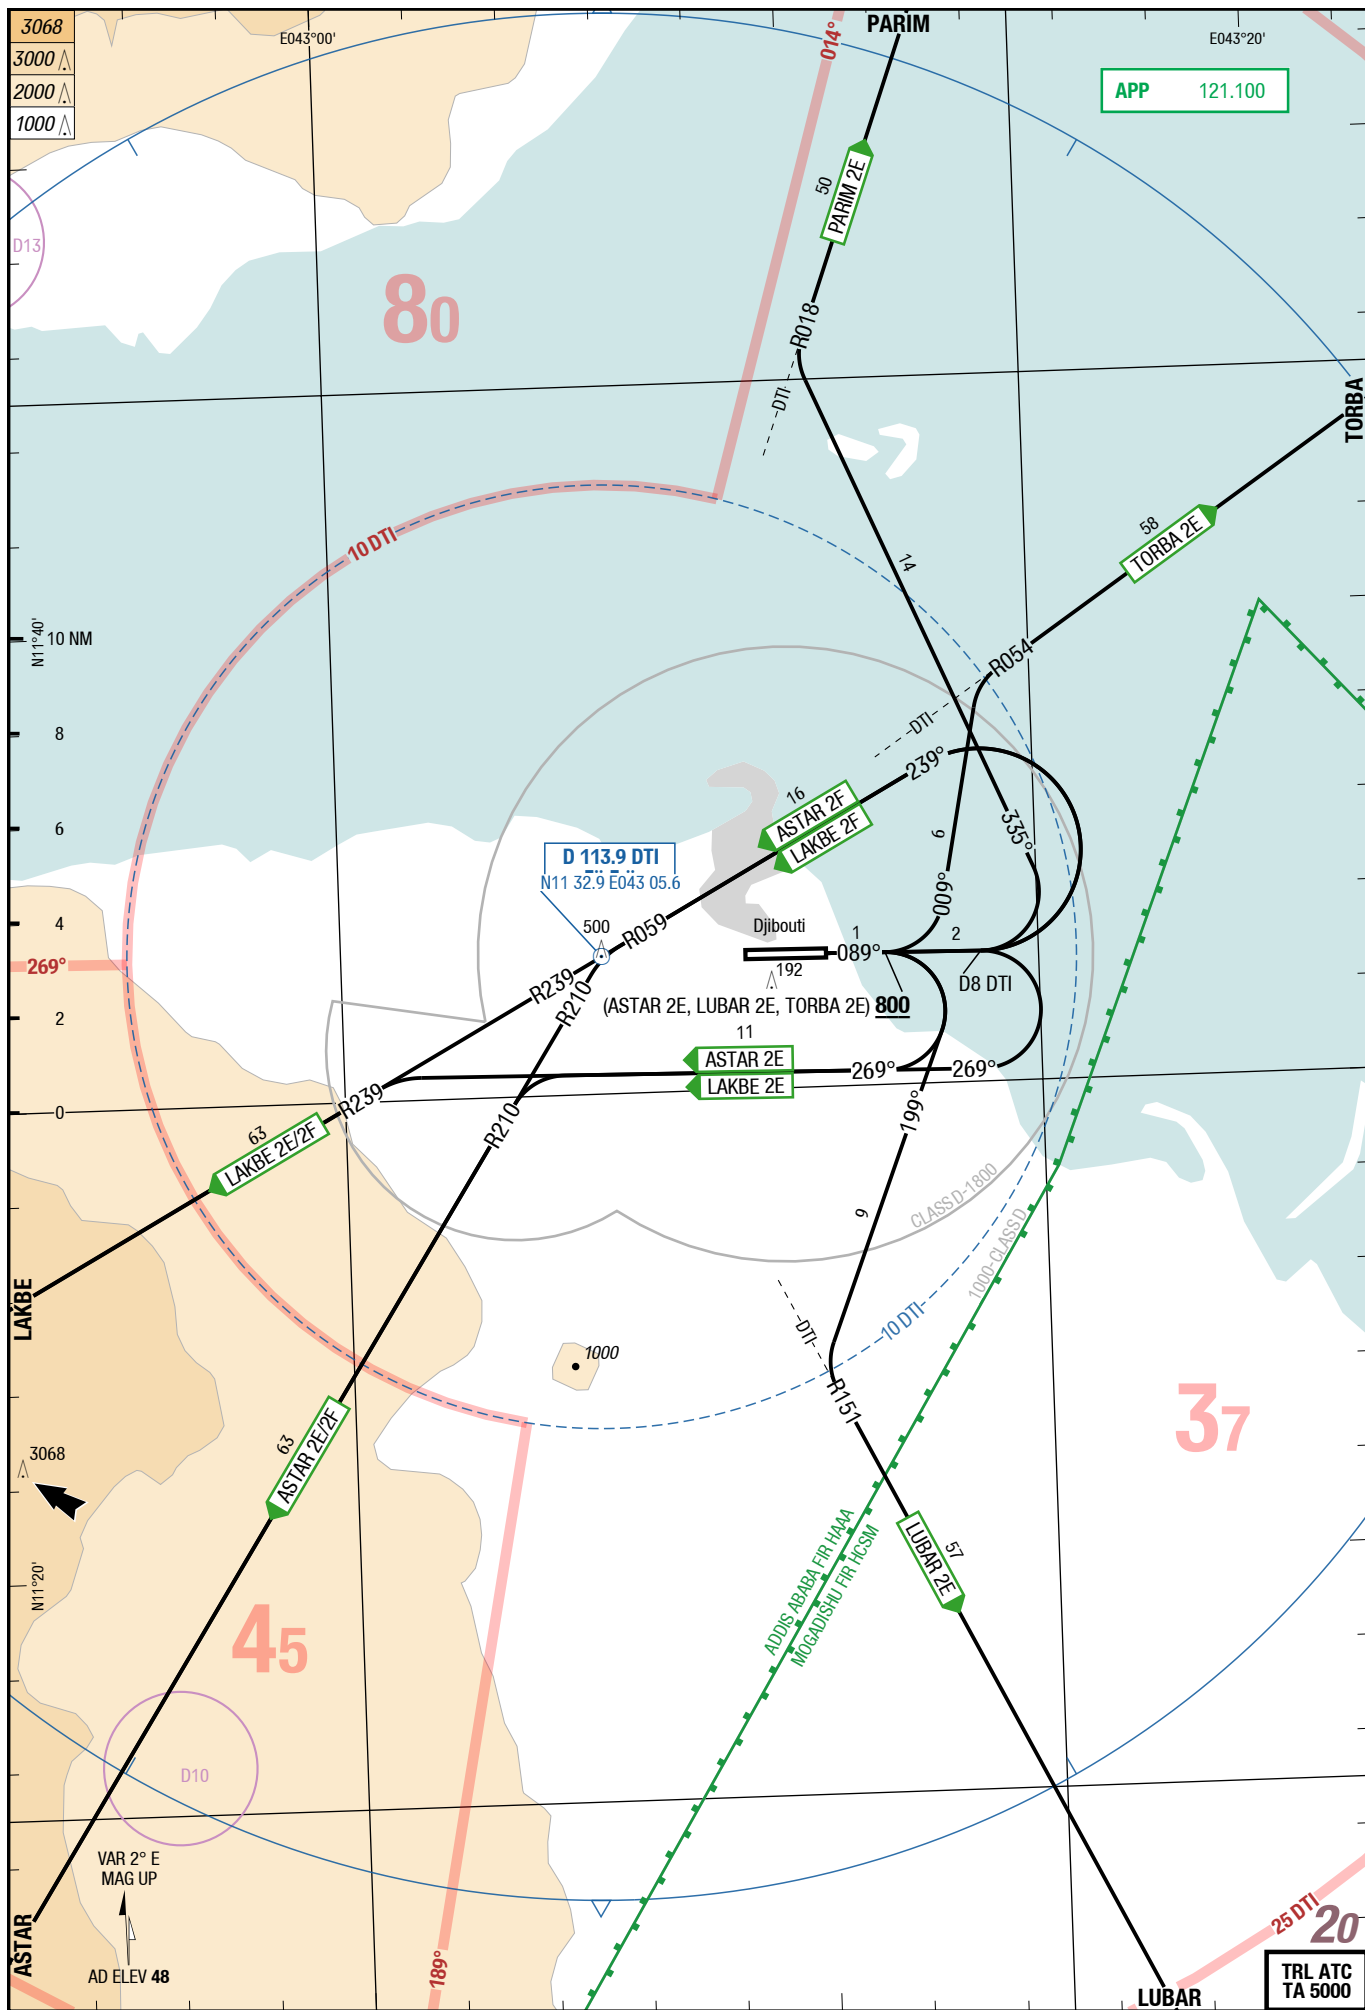 3068
3000
2000
1000
E043°00'
014°
PARIM
E043°20'
APP 121.100
50
PARIM 2E
D13
80
R018
DTI
TORBA
10 DTI
14
58
TORBA 2E
N11°40'
10 NM
R054
DTI
8
239°
16
ASTAR 2F
LAKBE 2F
6
335°
9
D 113.9 DTI
N11 32.9 E043 05.6
009°
4
500
R059
Djibouti
1
089°
2
269°
R239
192
D8 DTI
R210
(ASTAR 2E, LUBAR 2E, TORBA 2E) 800
2
11
ASTAR 2E
LAKBE 2E
269°
269°
0
R239
R210
199°
63
LAKBE 2E/2F
CLASS D-1800
9
1000-CLASS D
LAKBE
DTI
10 DTI
1000
R151
37
63
ASTAR 2E/2F
3068
ADDIS ABABA FIR HAAA
MOGADISHU FIR HCSM
LUBAR 2E
57
N11°20'
45
D10
VAR 2° E
MAG UP
ASTAR
AD ELEV 48
189°
25 DTI
20
TRL ATC
TA 5000
LUBAR